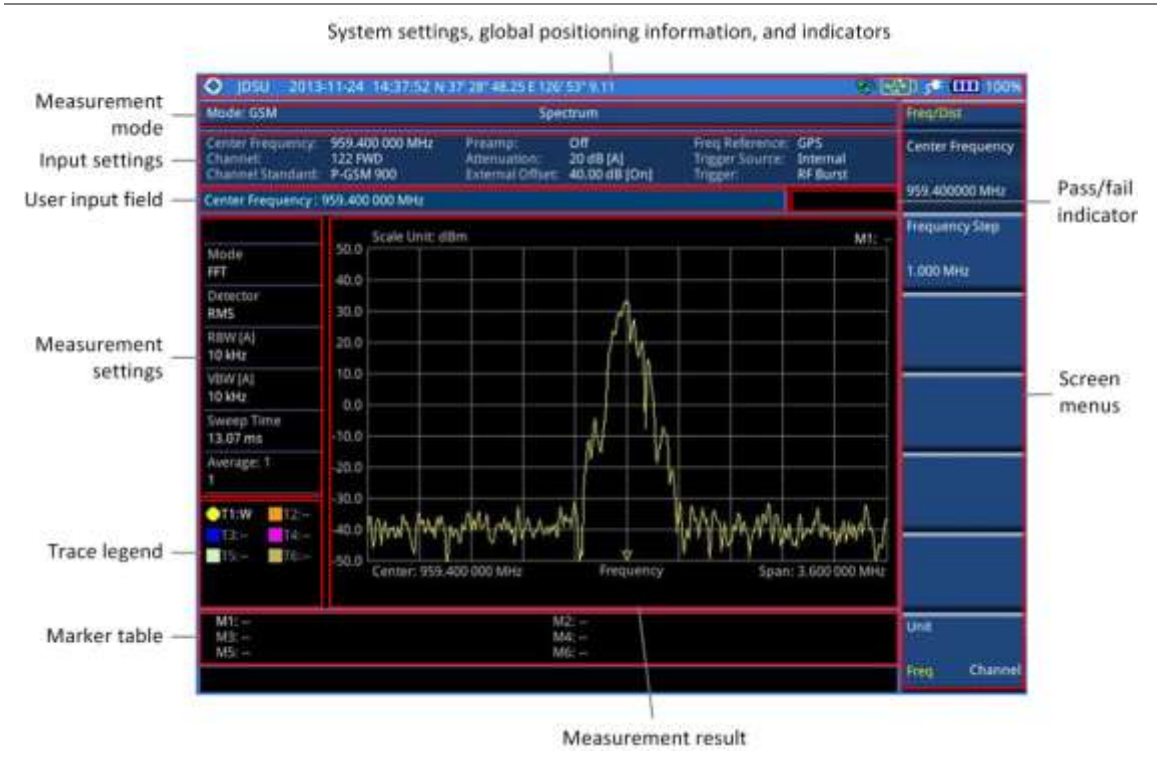 System settings, global positioning information, and indicators
JDSU 2013-11-24 14:37:52 N 37' 28" 48.25 E 126' 53" 9.11 100%
Measurement mode
Mode: GSM Spectrum Freq/Dist
Input settings
Center Frequency: 959.400 000 MHz Preamp: Off Freq Reference: GPS
Channel: 122 FWD Attenuation: 20 dB [A] Trigger Source: Internal
Channel Standard: P-GSM 900 External Offset: 40.00 dB [On] Trigger: RF Burst
Center Frequency
959.400000 MHz
Pass/fail indicator
User input field
Center Frequency : 959.400 000 MHz
Frequency Step
1.000 MHz
Scale Unit: dBm M1: --
Measurement settings
Mode
FFT
Detector
RMS
RBW [A]
10 kHz
VBW [A]
10 kHz
Sweep Time
13.07 ms
Average: 1
1
50.0
40.0
30.0
20.0
10.0
0.0
-10.0
-20.0
-30.0
-40.0
-50.0
Screen menus
Trace legend
T1:W T2:--
T3:-- T4:--
T5:-- T6:--
Center: 959.400 000 MHz Frequency Span: 3.600 000 MHz
Marker table
M1: -- M2: --
M3: -- M4: --
M5: -- M6: --
Unit
Freq Channel
Measurement result